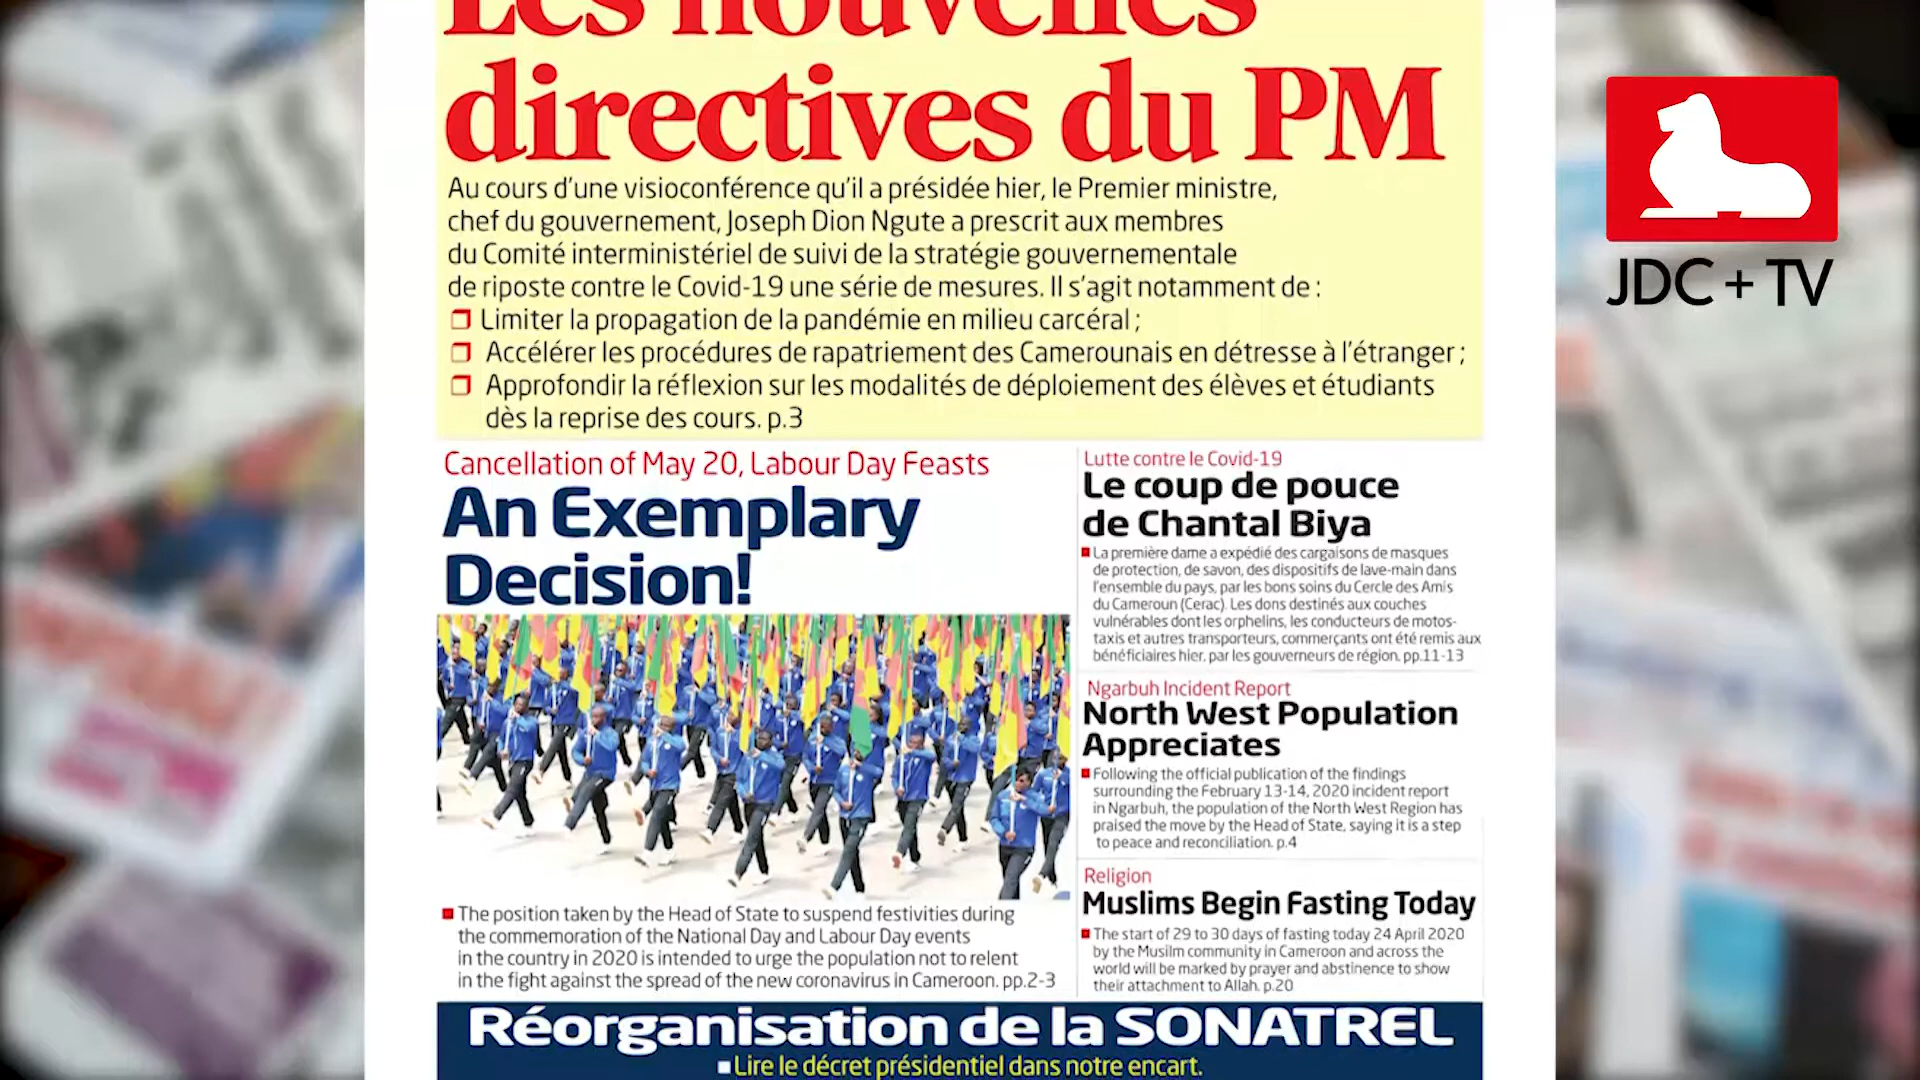 Les nouvelles
directives du PM
Au cours d'une visioconférence qu'il a présidée hier, le Premier ministre,
chef du gouvernement, Joseph Dion Ngute a prescrit aux membres
du Comité interministériel de suivi de la stratégie gouvernementale
de riposte contre le Covid-19 une série de mesures. Il s'agit notamment de :
Limiter la propagation de la pandémie en milieu carcéral ;
Accélérer les procédures de rapatriement des Camerounais en détresse à l'étranger ;
Approfondir la réflexion sur les modalités de déploiement des élèves et étudiants
dès la reprise des cours. p.3
Cancellation of May 20, Labour Day Feasts
An Exemplary
Decision!
The position taken by the Head of State to suspend festivities during
the commemoration of the National Day and Labour Day events
in the country in 2020 is intended to urge the population not to relent
in the fight against the spread of the new coronavirus in Cameroon. pp.2-3
Lutte contre le Covid-19
Le coup de pouce
de Chantal Biya
La première dame a expédié des cargaisons de masques
de protection, de savon, des dispositifs de lave-main dans
l'ensemble du pays, par les bons soins du Cercle des Amis
du Cameroun (Cerac). Les dons destinés aux couches
vulnérables dont les orphelins, les conducteurs de motos-
taxis et autres transporteurs, commerçants ont été remis aux
bénéficiaires hier, par les gouverneurs de région. pp.11-13
Ngarbuh Incident Report
North West Population
Appreciates
Following the official publication of the findings
surrounding the February 13-14, 2020 incident report
in Ngarbuh, the population of the North West Region has
praised the move by the Head of State, saying it is a step
to peace and reconciliation. p.4
Religion
Muslims Begin Fasting Today
The start of 29 to 30 days of fasting today 24 April 2020
by the Musilm community in Cameroon and across the
world will be marked by prayer and abstinence to show
their attachment to Allah. p.20
Réorganisation de la SONATREL
Lire le décret présidentiel dans notre encart.
JDC + TV